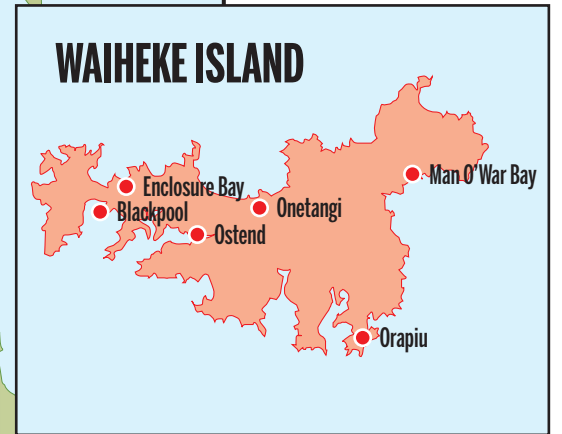 WAIHEKE ISLAND
Man O'War Bay
Enclosure Bay
Blackpool
Onetangi
Ostend
Orapiu